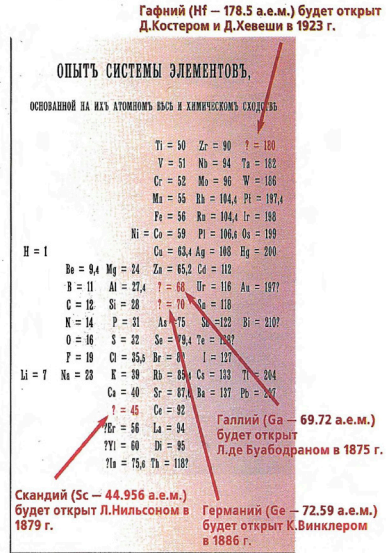 Гафний (Hf — 178.5 а.е.м.) будет открыт
Д.Костером и Д.Хевеши в 1923 г.
ОПЫТЪ СИСТЕМЫ ЭЛЕМЕНТОВЪ,
ОСНОВАННОЙ НА ИХЪ АТОМНОМЪ ВѢСѢ И ХИМИЧЕСКОМЪ СХОДСТВѢ
Ti = 50 Zr = 90 ? = 180
V = 51 Nb = 94 Ta = 182
Cr = 52 Mo = 96 W = 186
Mn = 55 Rh = 104,4 Pt = 197,4
Fe = 56 Rn = 104,4 Ir = 198
Ni = Co = 59 Pl = 106,6 Os = 199
H = 1 Cu = 63,4 Ag = 108 Hg = 200
Be = 9,4 Mg = 24 Zn = 65,2 Cd = 112
B = 11 Al = 27,4 ? = 68 Ur = 116 Au = 197?
C = 12 Si = 28 ? = 70 Sn = 118
N = 14 P = 31 As = 75 Sb = 122 Bi = 210?
O = 16 S = 32 Se = 79,4 Te = 128?
F = 19 Cl = 35,5 Br = 80 I = 127
Li = 7 Na = 23 K = 39 Rb = 85,4 Cs = 133 Tl = 204
Ca = 40 Sr = 87,6 Ba = 137 Pb = 207
? = 45 Ce = 92
?Er = 56 La = 94
?Yl = 60 Di = 95
?In = 75,6 Th = 118?
Галлий (Ga — 69.72 а.е.м.)
будет открыт
Л.де Буабодраном в 1875 г.
Скандий (Sc — 44.956 а.е.м.)
будет открыт Л.Нильсоном в
1879 г.
Германий (Ge — 72.59 а.е.м.)
будет открыт К.Винклером
в 1886 г.